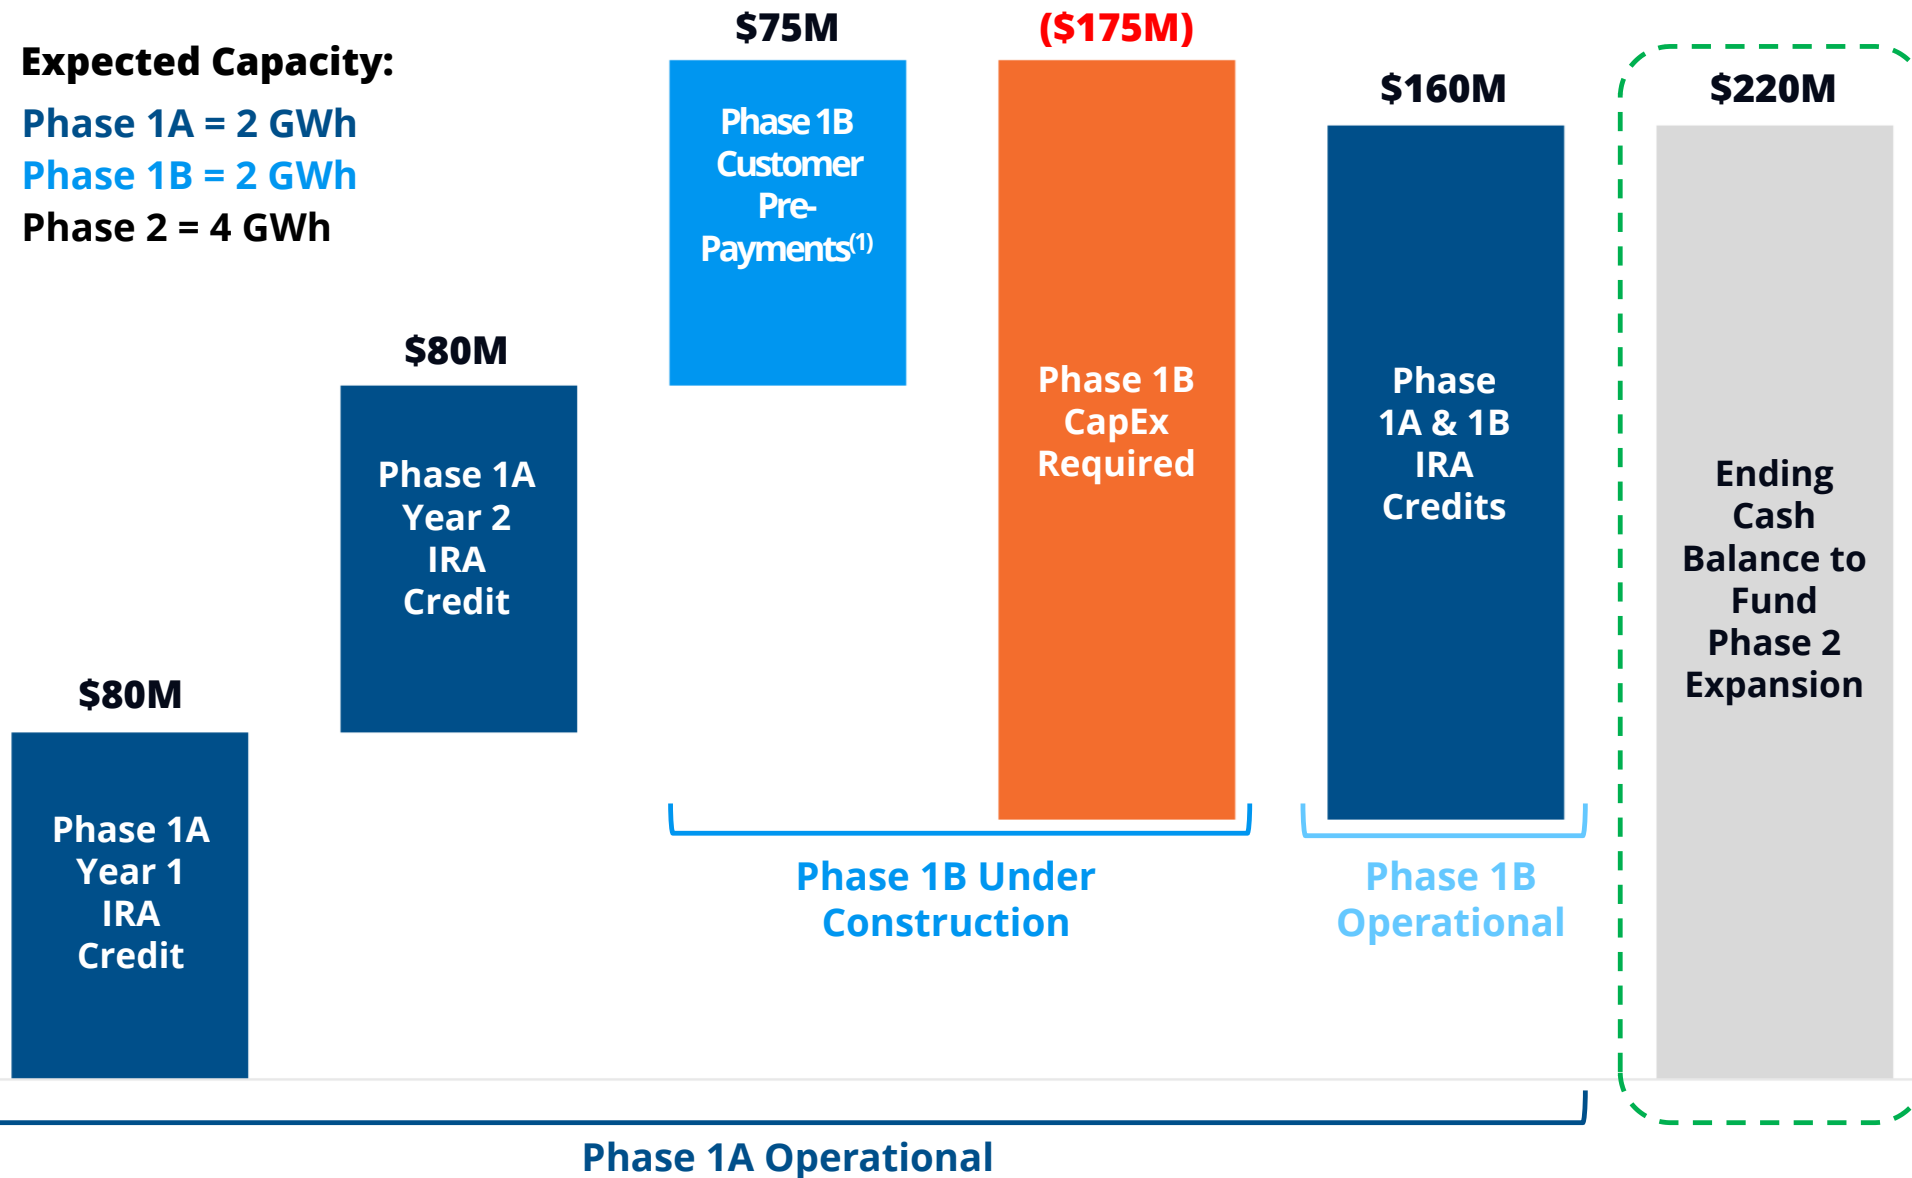 Expected Capacity:
Phase 1A = 2 GWh
Phase 1B = 2 GWh
Phase 2 = 4 GWh
$80M
Phase 1A
Year 1
IRA
Credit
$80M
Phase 1A
Year 2
IRA
Credit
$75M
Phase 1B
Customer
Pre-
Payments(1)
($175M)
Phase 1B
CapEx
Required
$160M
Phase
1A & 1B
IRA
Credits
$220M
Ending
Cash
Balance to
Fund
Phase 2
Expansion
Phase 1B Under
Construction
Phase 1B
Operational
Phase 1A Operational